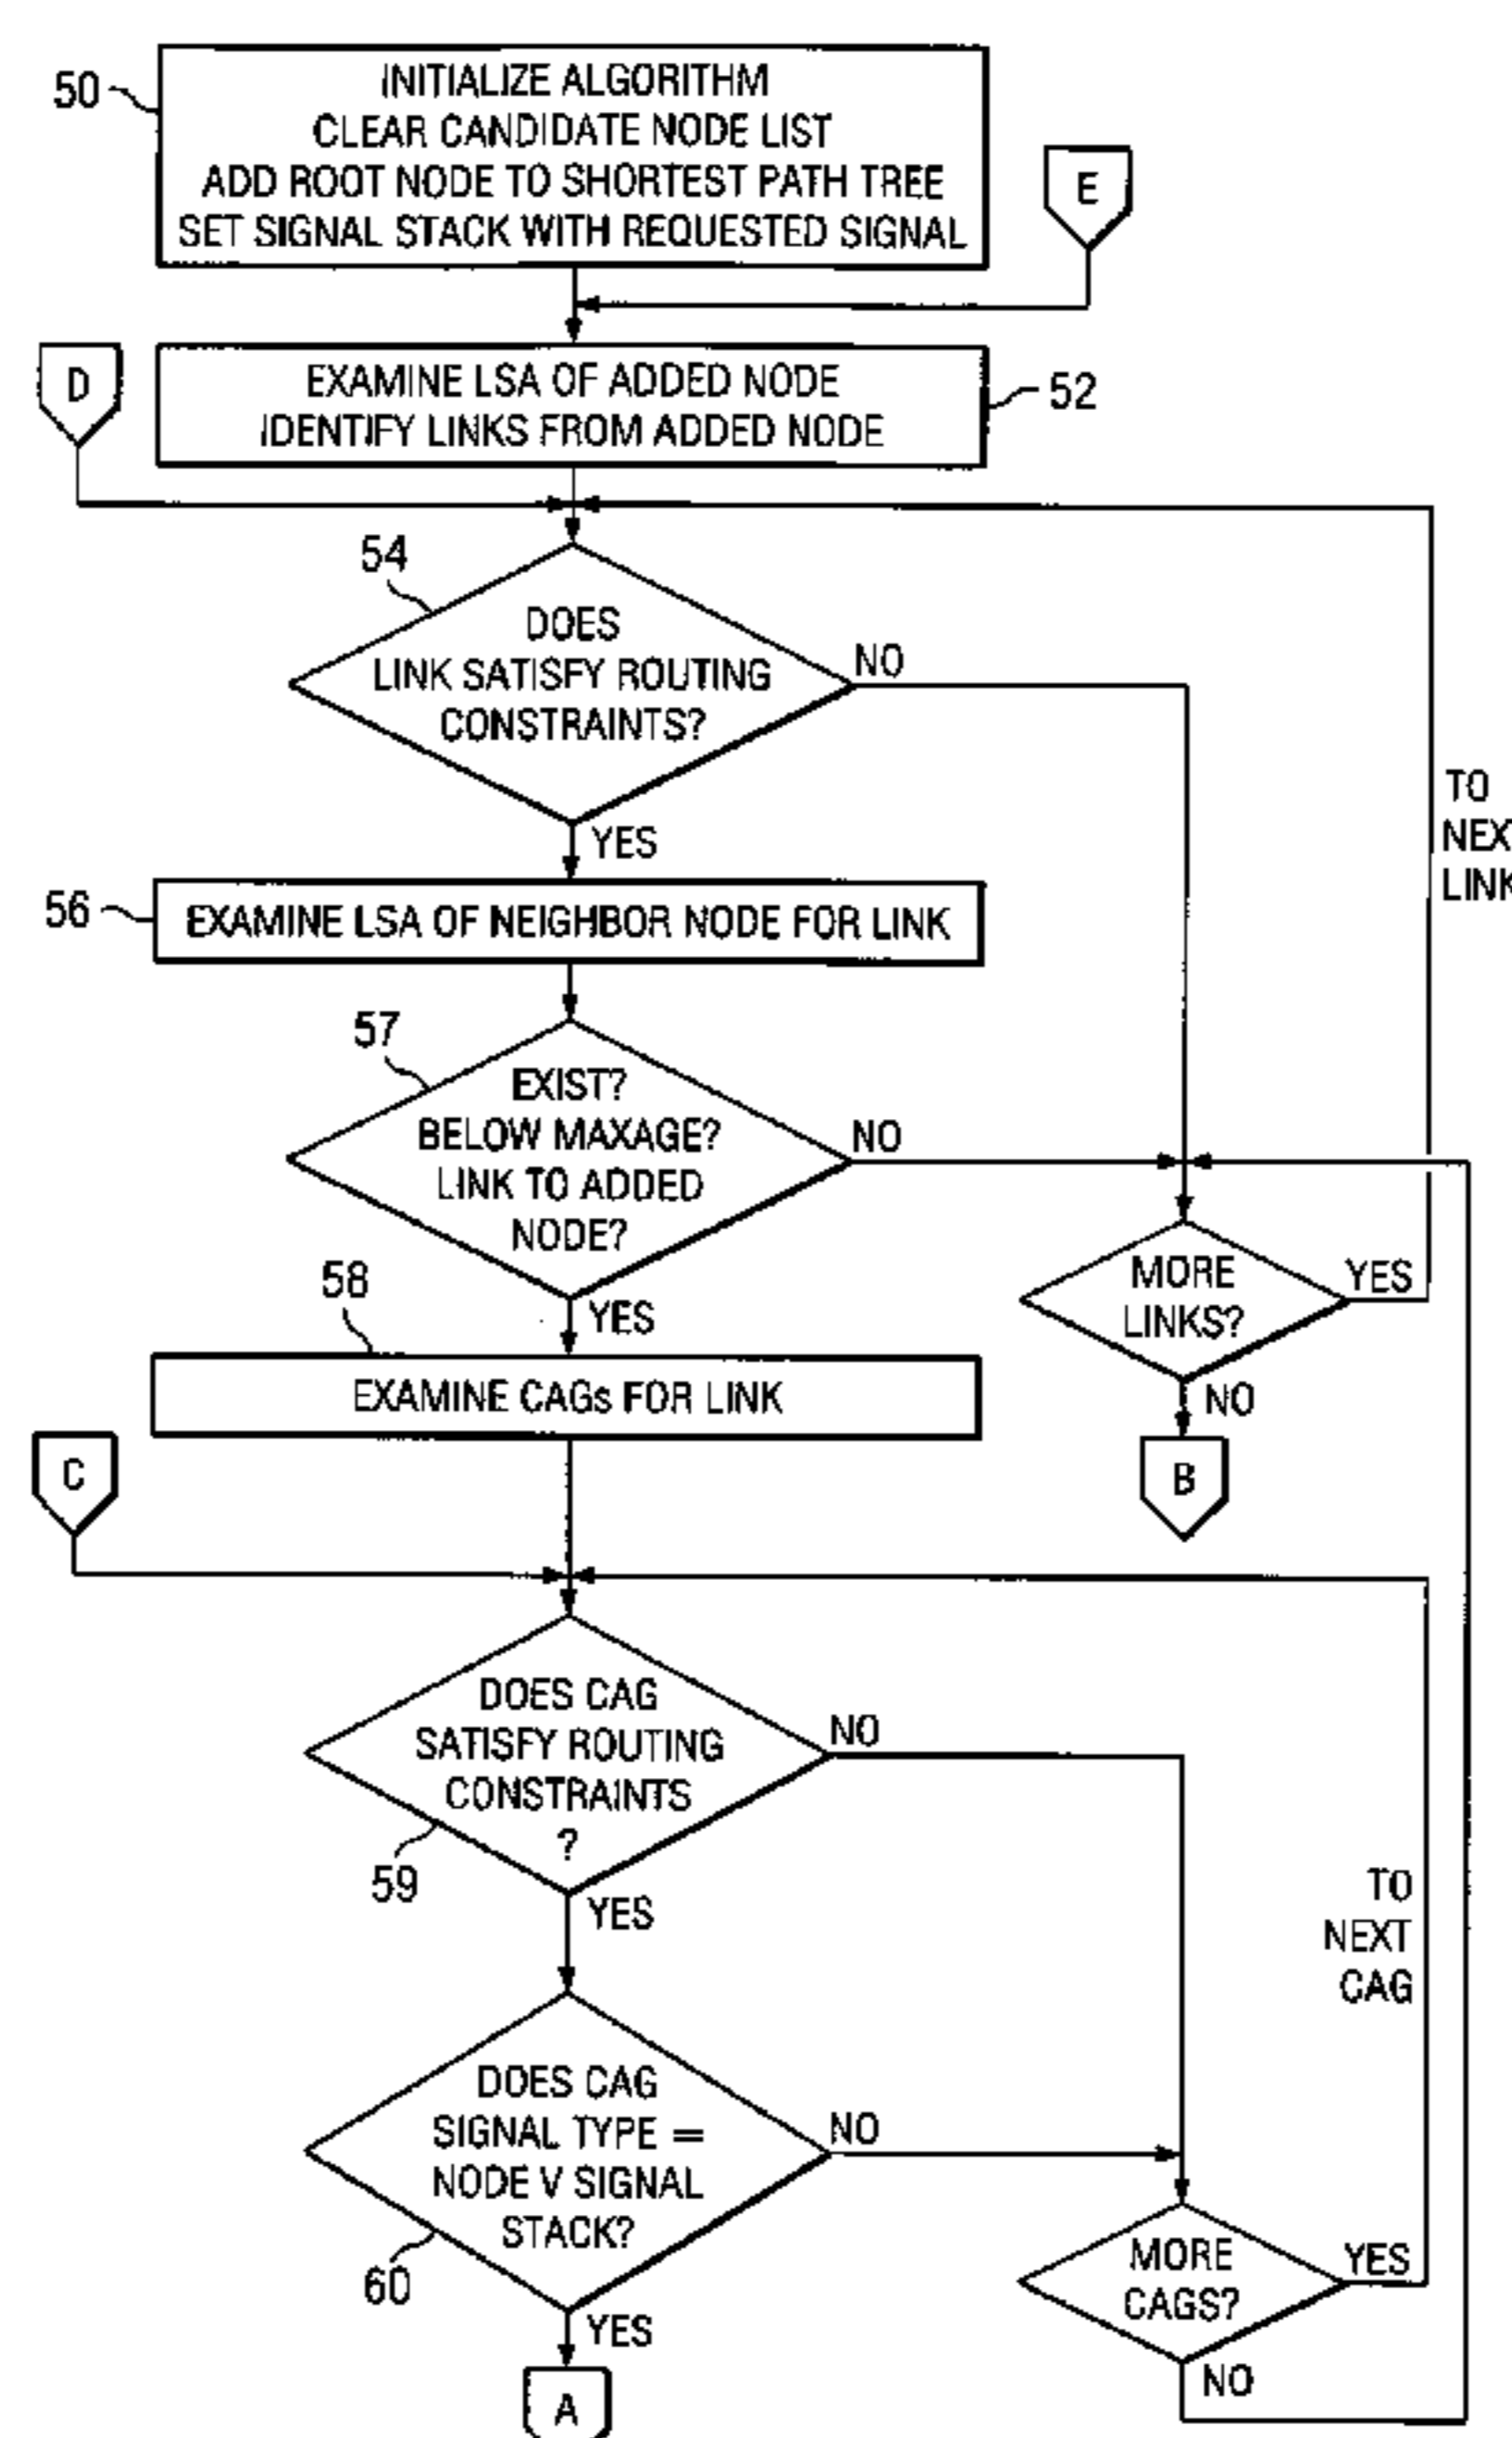 50
INITIALIZE ALGORITHM
CLEAR CANDIDATE NODE LIST
ADD ROOT NODE TO SHORTEST PATH TREE
SET SIGNAL STACK WITH REQUESTED SIGNAL
E
D
EXAMINE LSA OF ADDED NODE
IDENTIFY LINKS FROM ADDED NODE
52
54
DOES
LINK SATISFY ROUTING
CONSTRAINTS?
NO
YES
TO
NEX
LINK
56
EXAMINE LSA OF NEIGHBOR NODE FOR LINK
57
EXIST?
BELOW MAXAGE?
LINK TO ADDED
NODE?
NO
YES
MORE
LINKS?
YES
NO
B
58
EXAMINE CAGs FOR LINK
C
DOES CAG
SATISFY ROUTING
CONSTRAINTS
?
NO
59
YES
TO
NEXT
CAG
DOES CAG
SIGNAL TYPE =
NODE V SIGNAL
STACK?
NO
60
YES
MORE
CAGS?
YES
NO
A